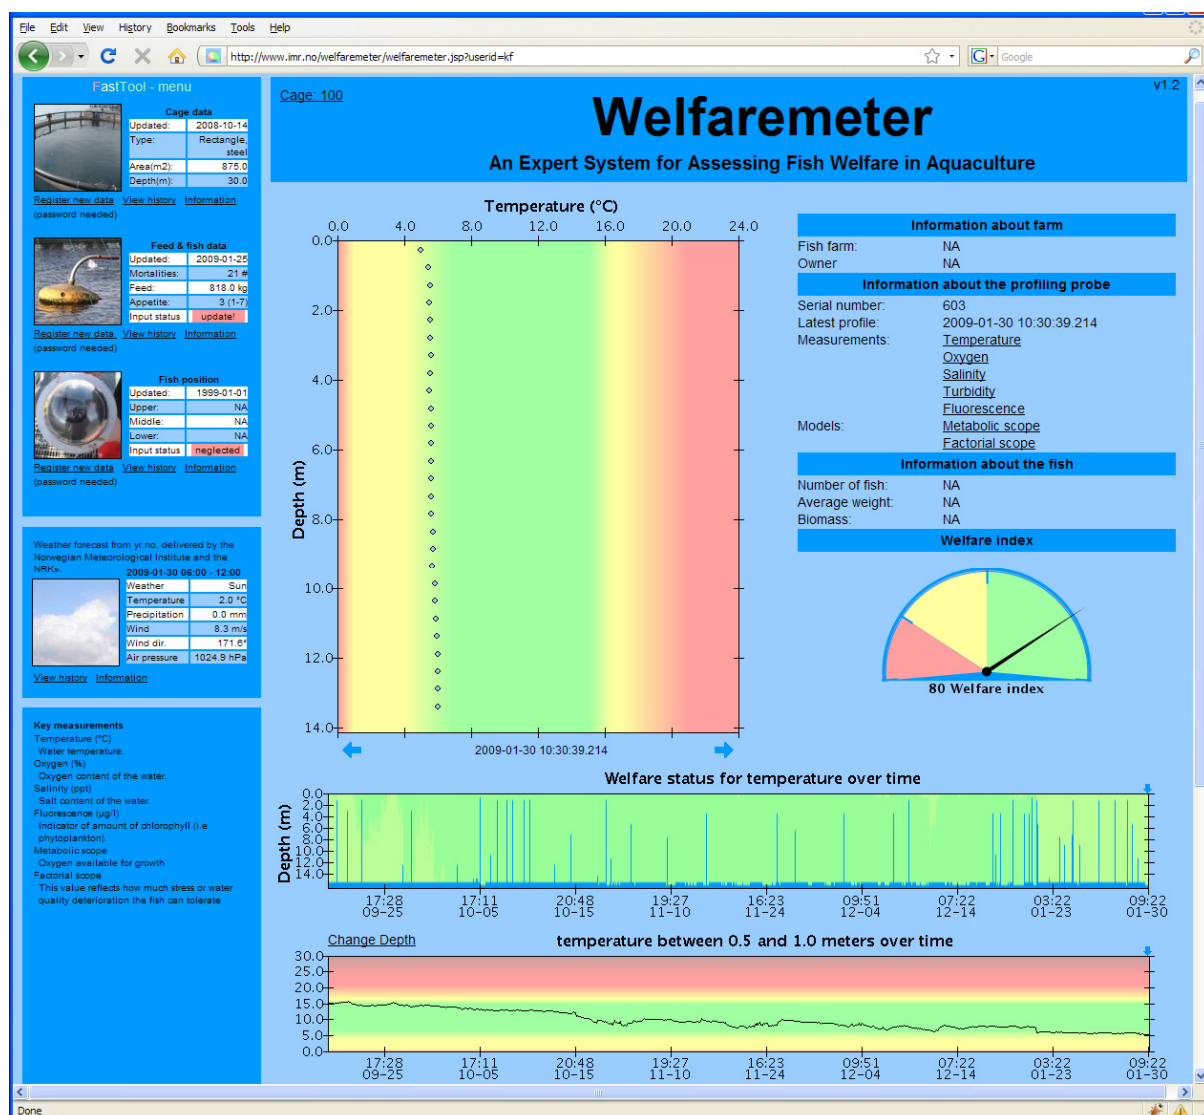 File Edit View History Bookmarks Tools Help
http://www.imr.no/welfaremeter/welfaremeter.jsp?userid=kf
G Google
FastTool - menu
Cage data
Updated: 2008-10-14
Type: Rectangle, steel
Area(m2): 875.0
Depth(m): 30.0
Register new data View history Information
(password needed)
Feed & fish data
Updated: 2009-01-25
Mortalities: 21 #
Feed: 818.0 kg
Appetite: 3 (1-7)
Input status update!
Register new data View history Information
(password needed)
Fish position
Updated: 1999-01-01
Upper: NA
Middle: NA
Lower: NA
Input status neglected
Register new data View history Information
(password needed)
Weather forecast from yr.no, delivered by the
Norwegian Meteorological Institute and the
NRK».
2009-01-30 06:00 - 12:00
Weather Sun
Temperature 2.0 °C
Precipitation 0.0 mm
Wind 8.3 m/s
Wind dir. 171.6°
Air pressure 1024.9 hPa
View history Information
Key measurements
Temperature (°C)
Water temperature.
Oxygen (%)
Oxygen content of the water.
Salinity (ppt)
Salt content of the water.
Fluorescence (µg/l)
Indicator of amount of chlorophyll (i.e
phytoplankton).
Metabolic scope
Oxygen available for growth
Factorial scope
This value reflects how much stress or water
quality deterioration the fish can tolerate
Cage: 100
v1.2
Welfaremeter
An Expert System for Assessing Fish Welfare in Aquaculture
Temperature (°C)
0.0 4.0 8.0 12.0 16.0 20.0 24.0
Depth (m)
0.0
2.0
4.0
6.0
8.0
10.0
12.0
14.0
2009-01-30 10:30:39.214
Information about farm
Fish farm: NA
Owner NA
Information about the profiling probe
Serial number: 603
Latest profile: 2009-01-30 10:30:39.214
Measurements: Temperature
Oxygen
Salinity
Turbidity
Fluorescence
Models: Metabolic scope
Factorial scope
Information about the fish
Number of fish: NA
Average weight: NA
Biomass: NA
Welfare index
80 Welfare index
Welfare status for temperature over time
Depth (m)
0.0
2.0
4.0
6.0
8.0
10.0
12.0
14.0
17:28 17:11 20:48 19:27 16:23 09:51 07:22 03:22 09:22
09-25 10-05 10-15 11-10 11-24 12-04 12-14 01-23 01-30
Change Depth temperature between 0.5 and 1.0 meters over time
30.0
25.0
20.0
15.0
10.0
5.0
0.0
17:28 17:11 20:48 19:27 16:23 09:51 07:22 03:22 09:22
09-25 10-05 10-15 11-10 11-24 12-04 12-14 01-23 01-30
Done